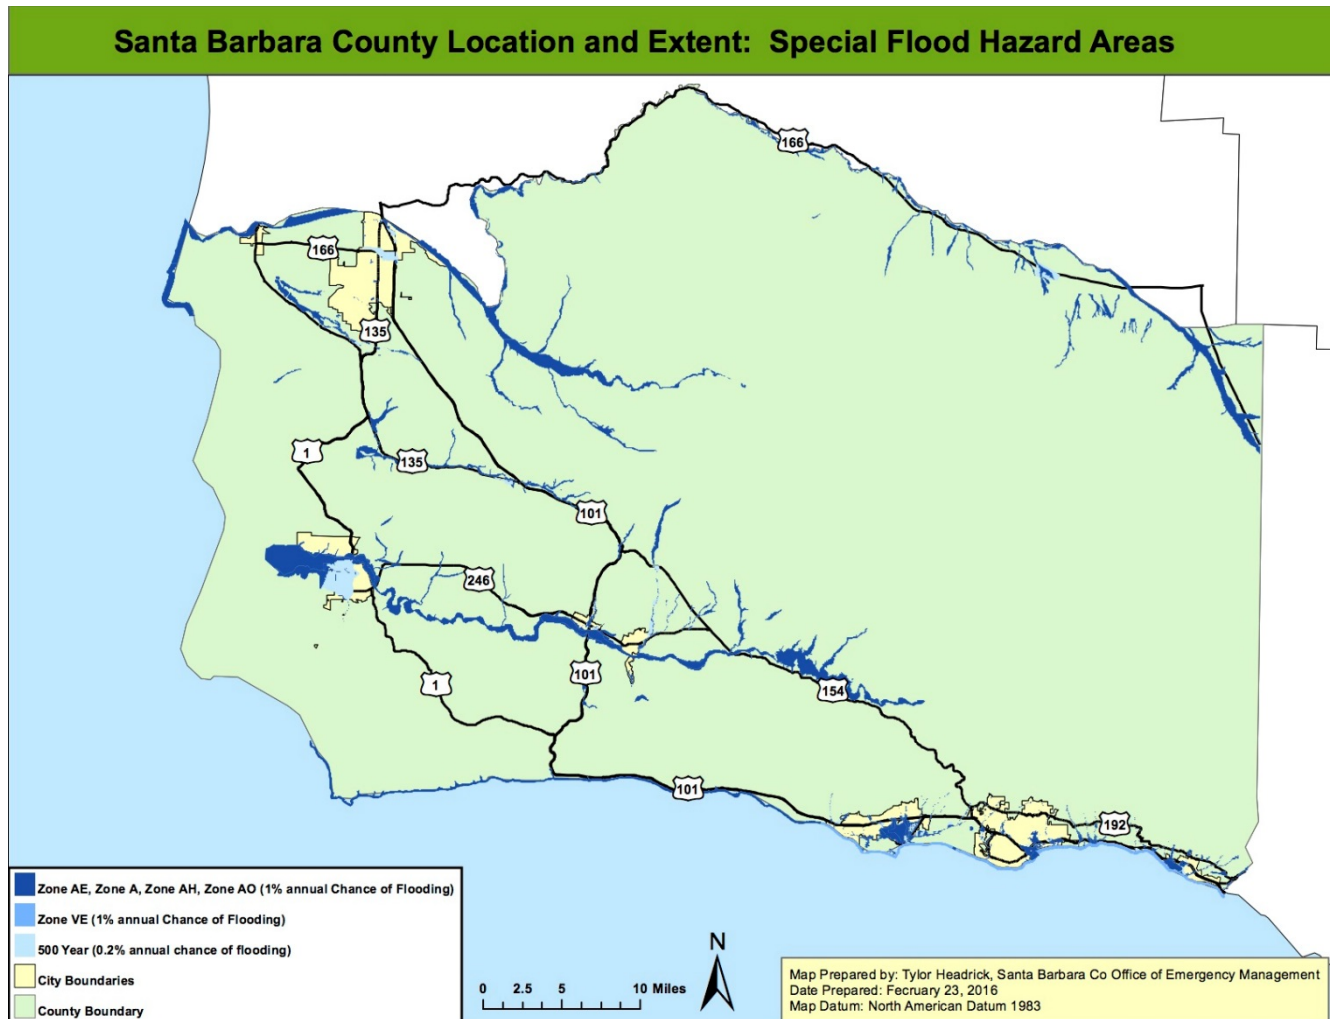 Santa Barbara County Location and Extent:  Special Flood Hazard Areas
166
166
135
1
135
101
246
101
1
154
101
192
Zone AE, Zone A, Zone AH, Zone AO (1% annual Chance of Flooding)
Zone VE (1% annual Chance of Flooding)
500 Year (0.2% annual chance of flooding)
City Boundaries
County Boundary
0 2.5 5 10 Miles
N
Map Prepared by: Tylor Headrick, Santa Barbara Co Office of Emergency Management
Date Prepared: Fecruary 23, 2016
Map Datum: North American Datum 1983